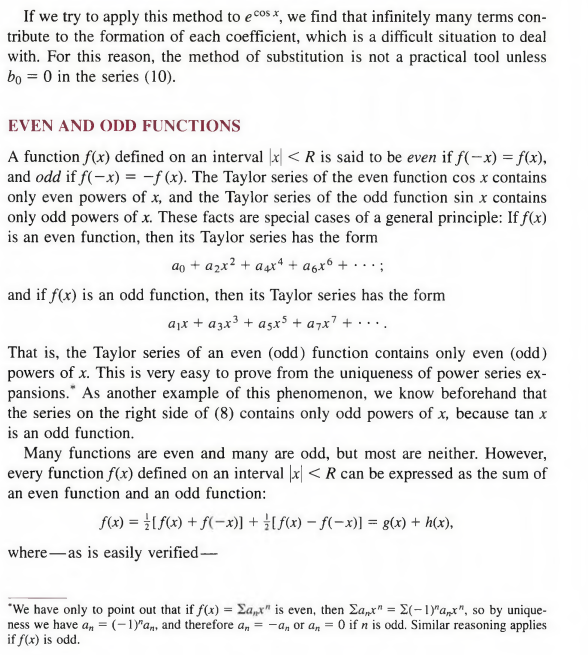 If we try to apply this method to e^{cos x}, we find that infinitely many terms con-
tribute to the formation of each coefficient, which is a difficult situation to deal
with. For this reason, the method of substitution is not a practical tool unless
b₀ = 0 in the series (10).
EVEN AND ODD FUNCTIONS
A function f(x) defined on an interval |x| < R is said to be even if f(−x) = f(x),
and odd if f(−x) = −f(x). The Taylor series of the even function cos x contains
only even powers of x, and the Taylor series of the odd function sin x contains
only odd powers of x. These facts are special cases of a general principle: If f(x)
is an even function, then its Taylor series has the form
a₀ + a₂x² + a₄x⁴ + a₆x⁶ + · · · ;
and if f(x) is an odd function, then its Taylor series has the form
a₁x + a₃x³ + a₅x⁵ + a₇x⁷ + · · · .
That is, the Taylor series of an even (odd) function contains only even (odd)
powers of x. This is very easy to prove from the uniqueness of power series ex-
pansions.* As another example of this phenomenon, we know beforehand that
the series on the right side of (8) contains only odd powers of x, because tan x
is an odd function.
Many functions are even and many are odd, but most are neither. However,
every function f(x) defined on an interval |x| < R can be expressed as the sum of
an even function and an odd function:
f(x) = ½[f(x) + f(−x)] + ½[f(x) − f(−x)] = g(x) + h(x),
where—as is easily verified—
*We have only to point out that if f(x) = Σaₙxⁿ is even, then Σaₙxⁿ = Σ(−1)ⁿaₙxⁿ, so by unique-
ness we have aₙ = (−1)ⁿaₙ, and therefore aₙ = −aₙ or aₙ = 0 if n is odd. Similar reasoning applies
if f(x) is odd.